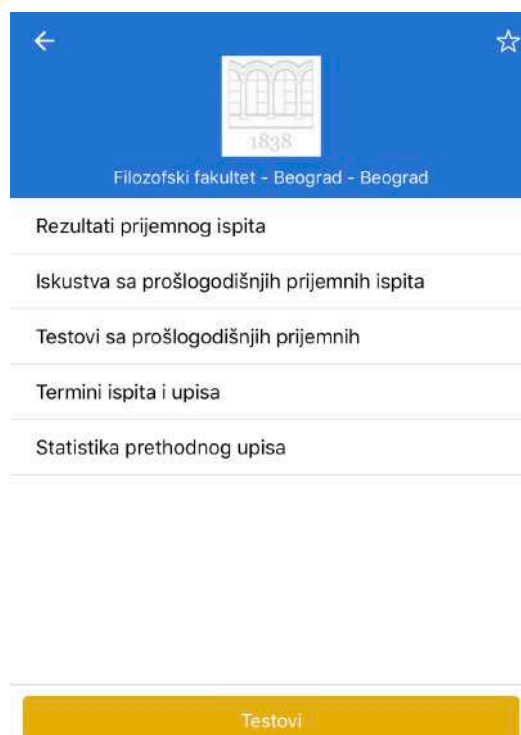 1838
Filozofski fakultet - Beograd - Beograd
Rezultati prijemnog ispita
Iskustva sa prošlogodišnjih prijemnih ispita
Testovi sa prošlogodišnjih prijemnih
Termini ispita i upisa
Statistika prethodnog upisa
Testovi